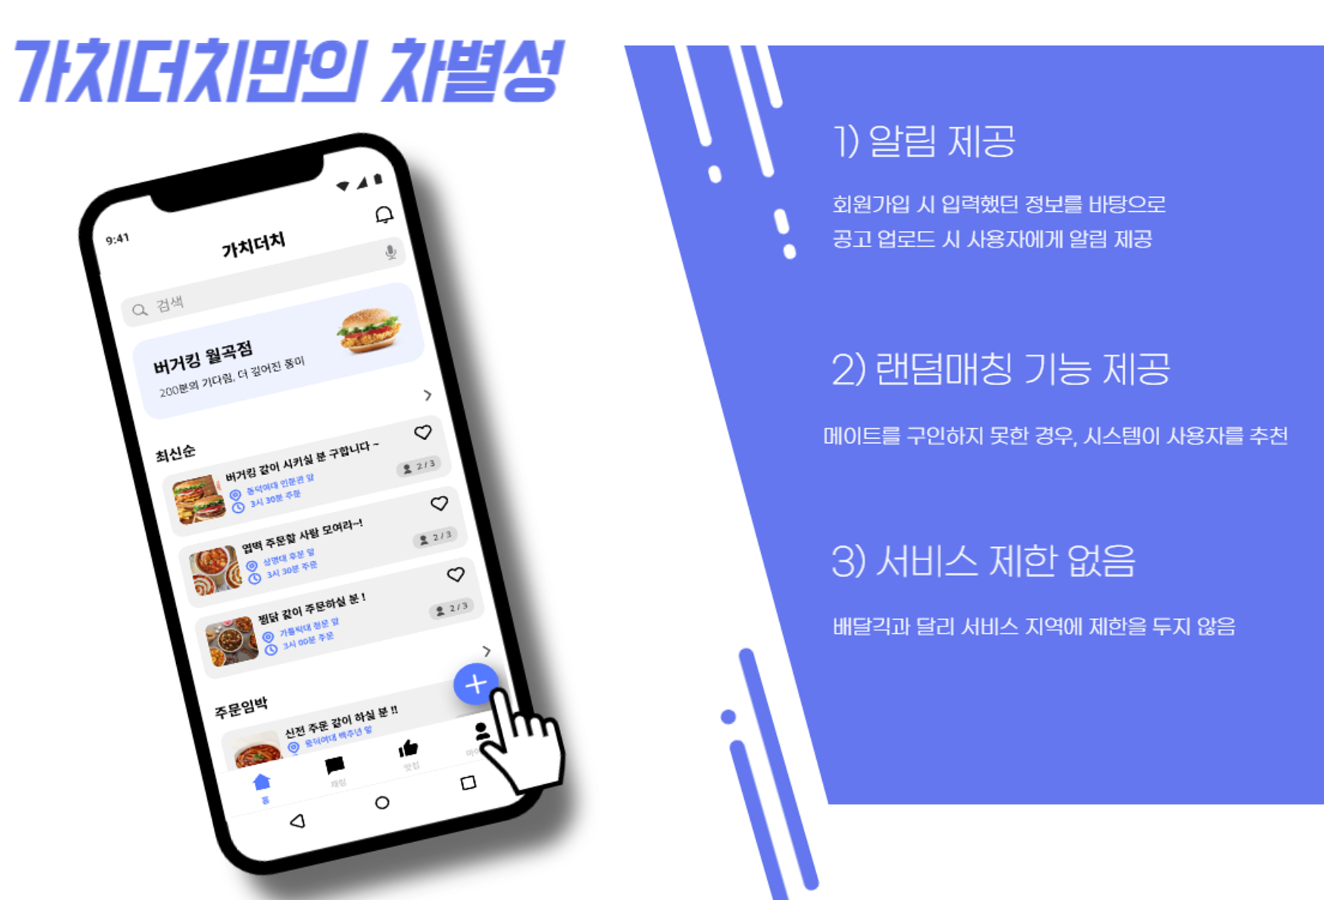 가치더치만의 차별성
9:41
가치더치
검색
버거킹 월곡점
200분의 기다림, 더 깊어진 풍미
최신순
버거킹 같이 시키실 분 구합니다 ~
동덕여대 인문관 앞
3시 30분 주문
2 / 3
엽떡 주문할 사람 모여라~!
상명대 후문 앞
3시 30분 주문
2 / 3
찜닭 같이 주문하실 분 !
가톨릭대 정문 앞
3시 00분 주문
2 / 3
주문임박
신전 주문 같이 하실 분 !!
동덕여대 백주년 앞
홈
채팅
맛집
1) 알림 제공
회원가입 시 입력했던 정보를 바탕으로
공고 업로드 시 사용자에게 알림 제공
2) 랜덤매칭 기능 제공
메이트를 구인하지 못한 경우, 시스템이 사용자를 추천
3) 서비스 제한 없음
배달긱과 달리 서비스 지역에 제한을 두지 않음